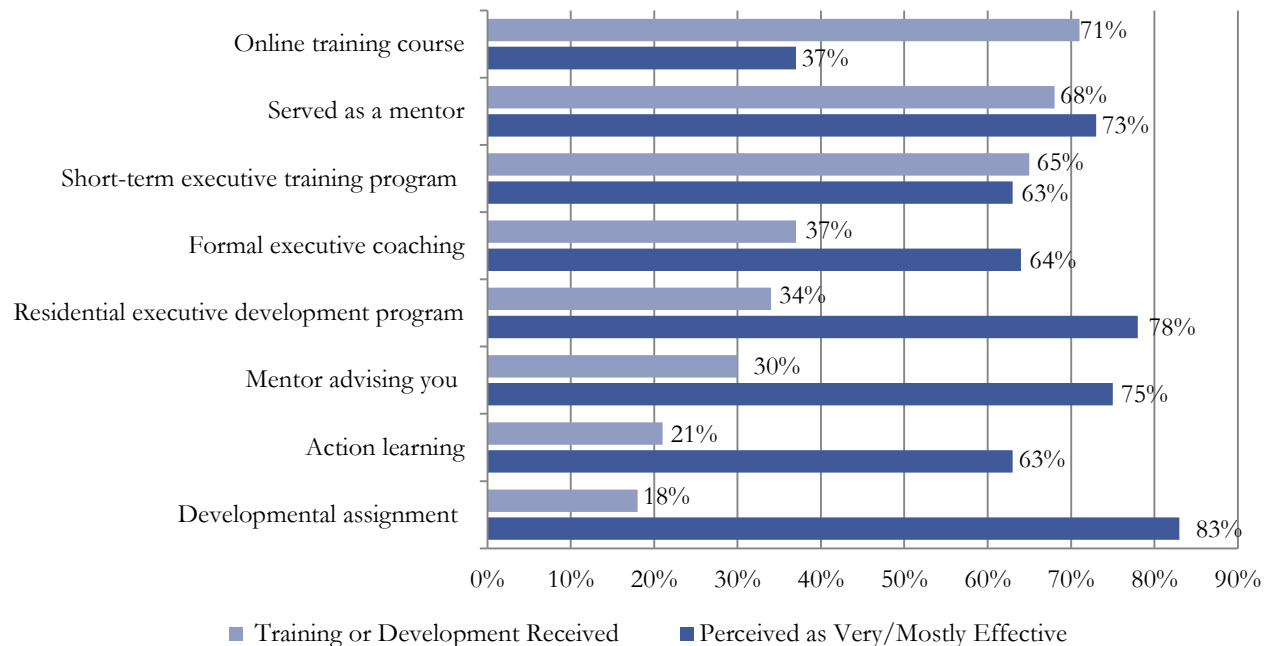 Online training course
71%
37%
Served as a mentor
68%
73%
Short-term executive training program
65%
63%
Formal executive coaching
37%
64%
Residential executive development program
34%
78%
Mentor advising you
30%
75%
Action learning
21%
63%
Developmental assignment
18%
83%
0% 10% 20% 30% 40% 50% 60% 70% 80% 90%
Training or Development Received Perceived as Very/Mostly Effective